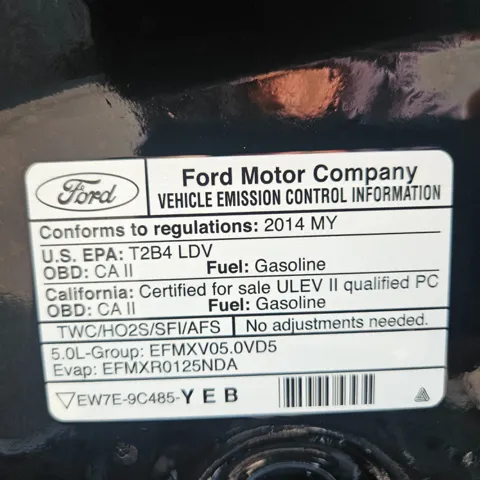 Ford
Ford Motor Company
VEHICLE EMISSION CONTROL INFORMATION
Conforms to regulations: 2014 MY
U.S. EPA: T2B4 LDV
OBD: CA II Fuel: Gasoline
California: Certified for sale ULEV II qualified PC
OBD: CA II Fuel: Gasoline
TWC/HO2S/SFI/AFS No adjustments needed.
5.0L-Group: EFMXV05.0VD5
Evap: EFMXR0125NDA
EW7E-9C485-YEB